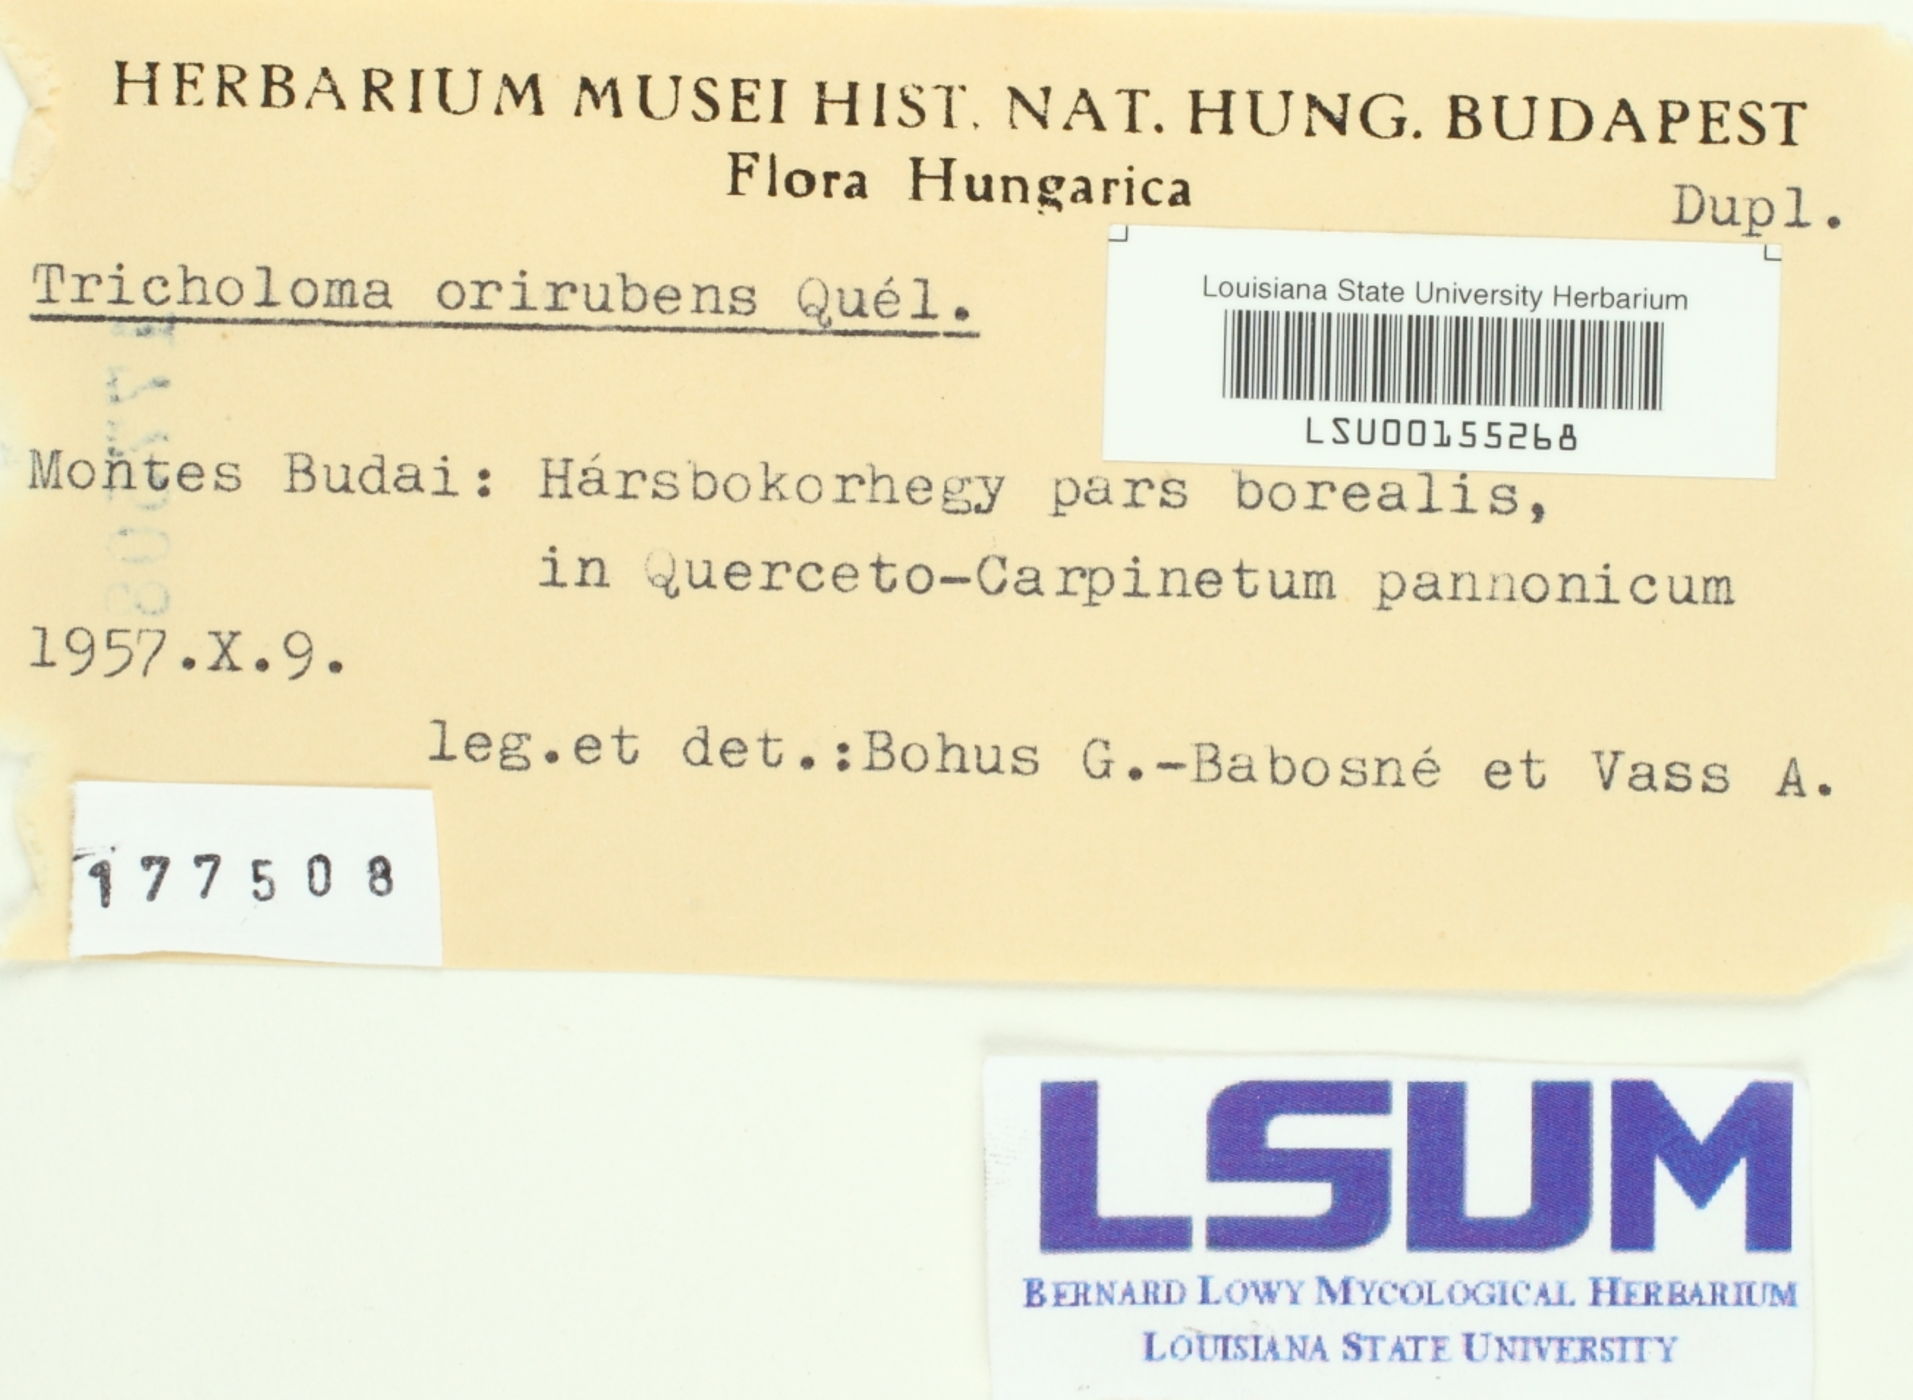 HERBARIUM MUSEI HIST. NAT. HUNG. BUDAPEST
Flora Hungarica
Dupl.
Tricholoma orirubens Quél.
Louisiana State University Herbarium
LSU00155268
Montes Budai: Hársbokorhegy pars borealis,
in Querceto-Carpinetum pannonicum
1957.X.9.
leg.et det.:Bohus G.-Babosné et Vass A.
177508
LSUM
BERNARD LOWY MYCOLOGICAL HERBARIUM
LOUISIANA STATE UNIVERSITY